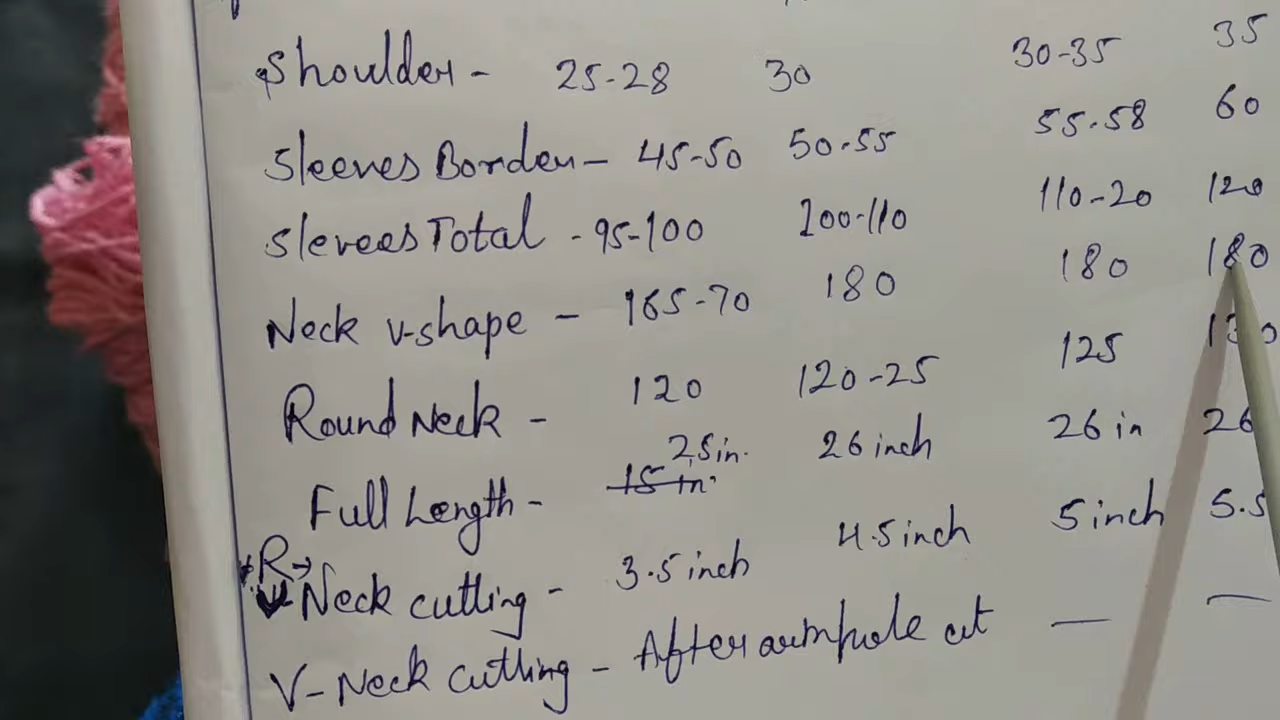 Shoulder - 25-28 30 30-35 35
Sleeves Border - 45-50 50-55 55-58 60
Slevees Total - 95-100 100-110 110-20 120
Neck V-shape - 165-70 180 180 180
Round Neck - 120 120-25 125 130
Full Length - 15 in. 25in. 26 inch 26 in 26
R→
Neck cutting - 3.5 inch 4.5 inch 5 inch 5.5
V-Neck cutting - After armhole cut — —